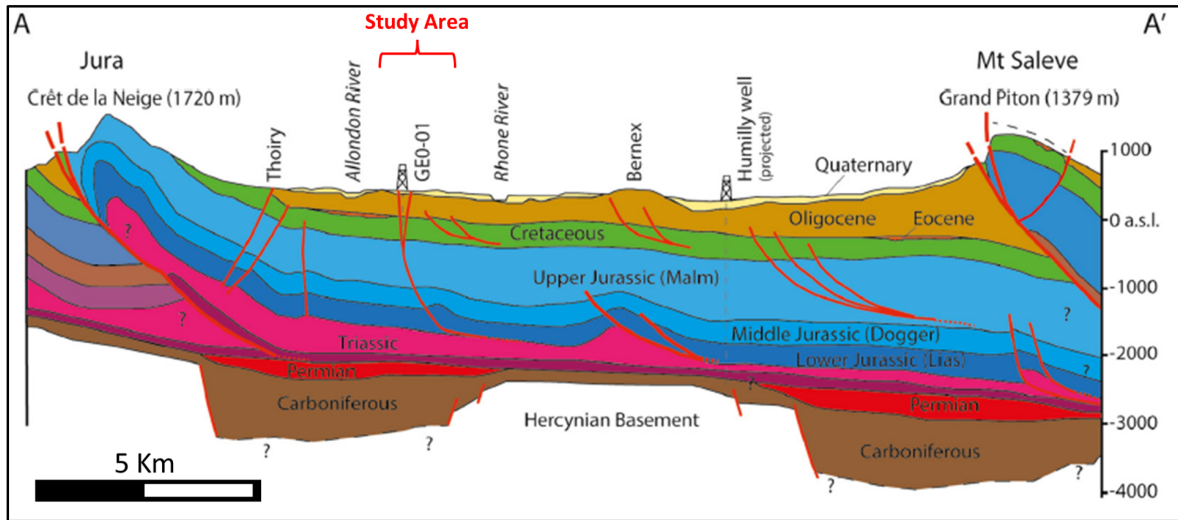 A
Study Area
A'
Jura
Crêt de la Neige (1720 m)
Mt Saleve
Grand Piton (1379 m)
Thoiry
Allondon River
GE0-01
Rhone River
Bernex
Humilly well
(projected)
Quaternary
1000
0 a.s.l.
-1000
-2000
-3000
-4000
Oligocene
Eocene
Cretaceous
Upper Jurassic (Malm)
Middle Jurassic (Dogger)
Lower Jurassic (Lias)
Triassic
Permian
Permian
Carboniferous
Carboniferous
Hercynian Basement
?
?
?
?
?
?
?
?
?
?
5 Km